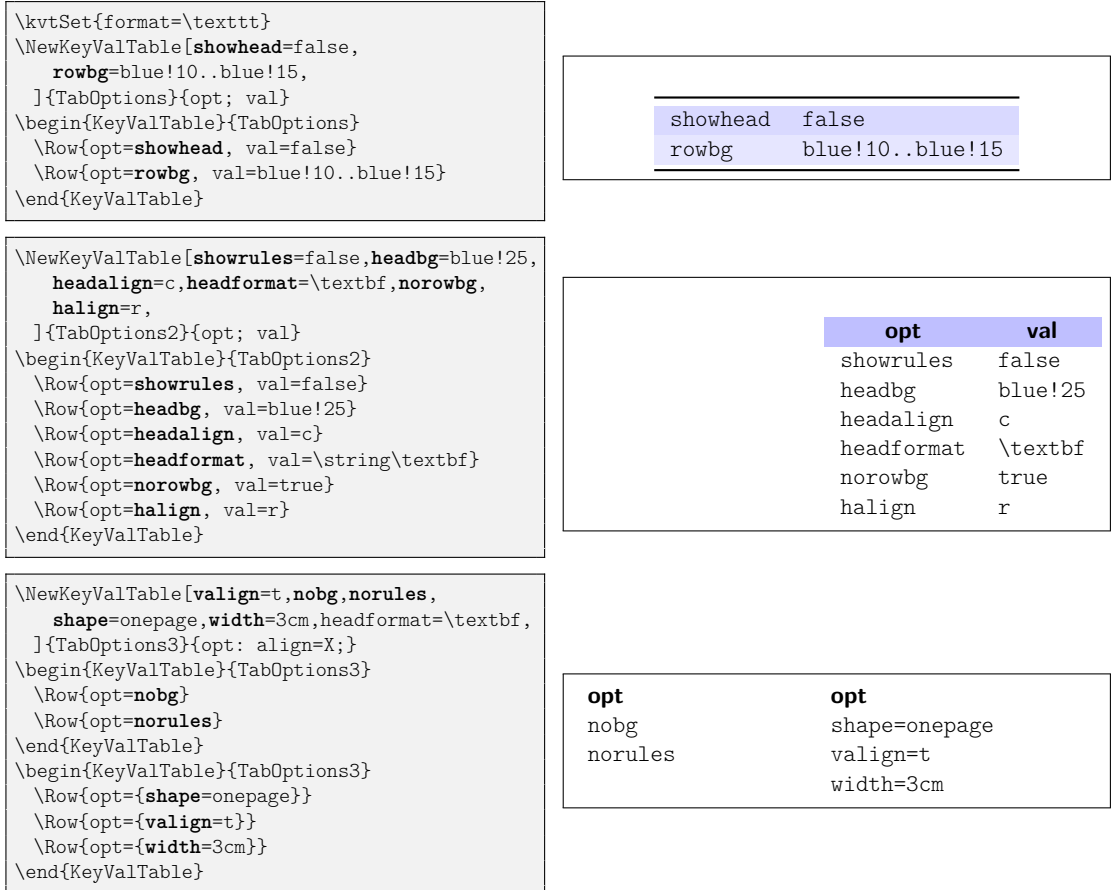 \kvtSet{format=\texttt}
\NewKeyValTable[showhead=false,
rowbg=blue!10..blue!15,
]{TabOptions}{opt; val}
\begin{KeyValTable}{TabOptions}
\Row{opt=showhead, val=false}
\Row{opt=rowbg, val=blue!10..blue!15}
\end{KeyValTable}
showhead false
rowbg blue!10..blue!15
\NewKeyValTable[showrules=false,headbg=blue!25,
headalign=c,headformat=\textbf,norowbg,
halign=r,
]{TabOptions2}{opt; val}
\begin{KeyValTable}{TabOptions2}
\Row{opt=showrules, val=false}
\Row{opt=headbg, val=blue!25}
\Row{opt=headalign, val=c}
\Row{opt=headformat, val=\string\textbf}
\Row{opt=norowbg, val=true}
\Row{opt=halign, val=r}
\end{KeyValTable}
opt val
showrules false
headbg blue!25
headalign c
headformat \textbf
norowbg true
halign r
\NewKeyValTable[valign=t,nobg,norules,
shape=onepage,width=3cm,headformat=\textbf,
]{TabOptions3}{opt: align=X;}
\begin{KeyValTable}{TabOptions3}
\Row{opt=nobg}
\Row{opt=norules}
\end{KeyValTable}
\begin{KeyValTable}{TabOptions3}
\Row{opt={shape=onepage}}
\Row{opt={valign=t}}
\Row{opt={width=3cm}}
\end{KeyValTable}
opt opt
nobg shape=onepage
norules valign=t
width=3cm